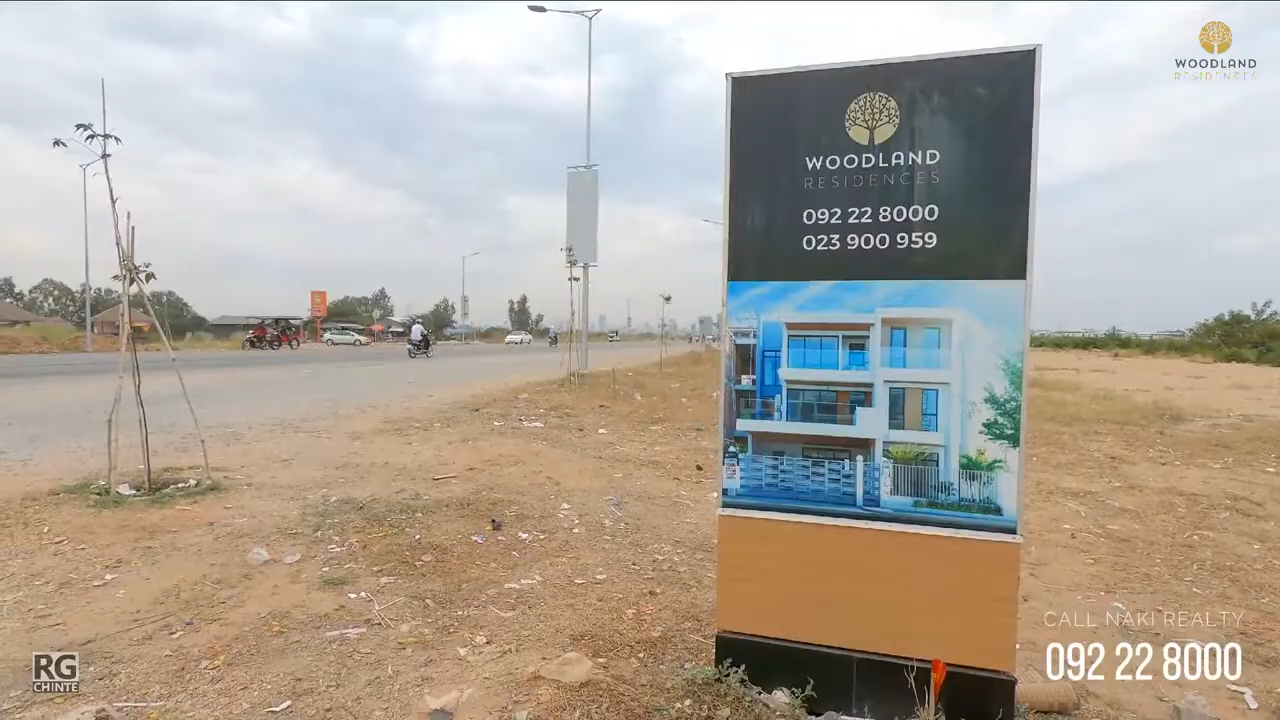 WOODLAND
RESIDENCES
WOODLAND
RESIDENCES
092 22 8000
023 900 959
CALL NAKI REALTY
092 22 8000
RG
CHINTE